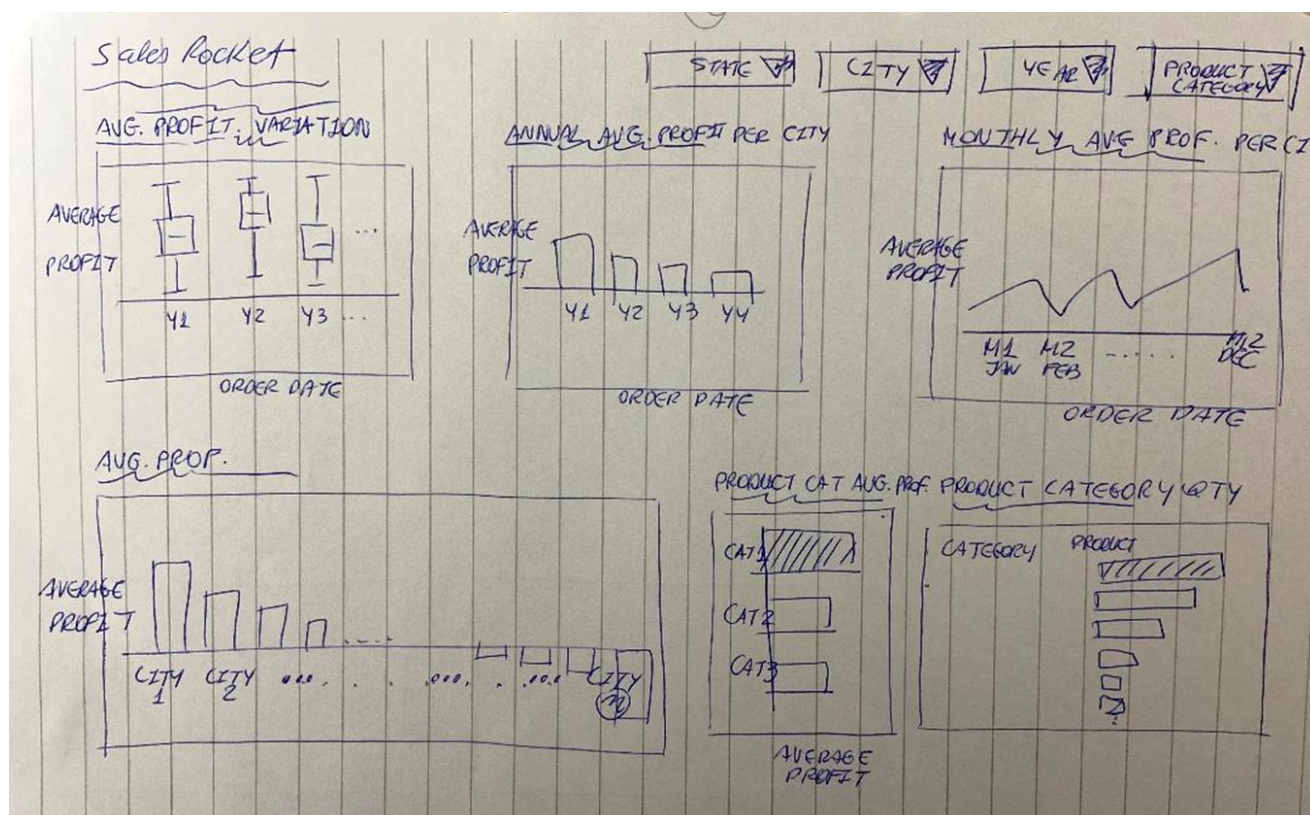 Sales Rocket
STATE
CITY
YEAR
PRODUCT
CATEGORY
AVG. PROFIT. VARIATION
AVERAGE
PROFIT
Y1 Y2 Y3 ...
ORDER DATE
ANNUAL AVG. PROFIT PER CITY
AVERAGE
PROFIT
Y1 Y2 Y3 Y4
ORDER DATE
MONTHLY AVG PROF. PER CI
AVERAGE
PROFIT
M1 M2 ..... M12
JAN FEB DEC
ORDER DATE
AVG. PROF.
AVERAGE
PROFIT
CITY CITY ... . . ... . ... CITY
1 2 n
PRODUCT CAT AVG. PROF.
CAT1
CAT2
CAT3
AVERAGE
PROFIT
PRODUCT CATEGORY QTY
CATEGORY PRODUCT